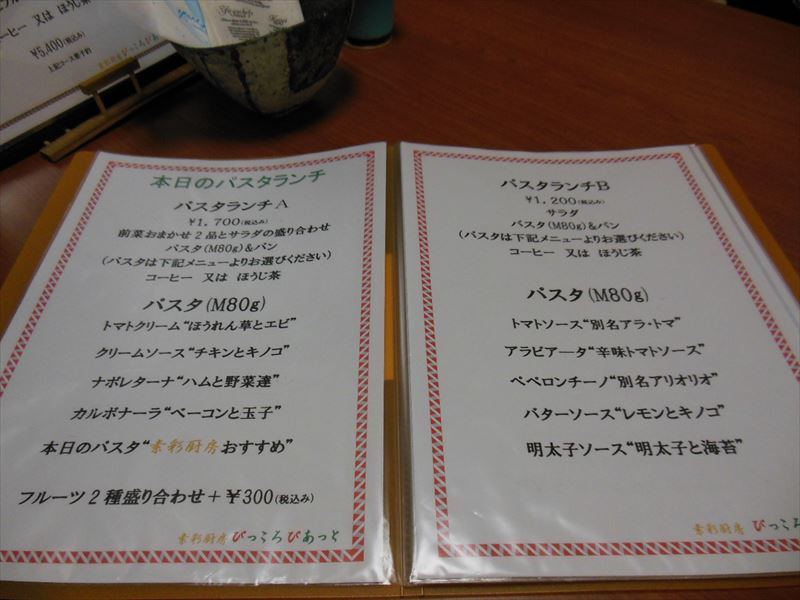 コーヒー 又は ほうじ茶
¥5,400(税込み)
本日のパスタランチ
パスタランチA
¥1,700(税込み)
前菜おまかせ2品とサラダの盛り合わせ
パスタ(M80g)&パン
(パスタは下記メニューよりお選びください)
コーヒー 又は ほうじ茶
パスタ(M80g)
トマトクリーム“ほうれん草とエビ”
クリームソース“チキンとキノコ”
ナポレターナ“ハムと野菜達”
カルボナーラ“ベーコンと玉子”
本日のパスタ“素彩厨房おすすめ”
フルーツ2種盛り合わせ+¥300(税込み)
素彩厨房 ぴっころぴあっと
パスタランチB
¥1,200(税込み)
サラダ
パスタ(M80g)&パン
(パスタは下記メニューよりお選びください)
コーヒー 又は ほうじ茶
パスタ(M80g)
トマトソース“別名アラ・トマ”
アラビアータ“辛味トマトソース”
ペペロンチーノ“別名アリオリオ”
バターソース“レモンとキノコ”
明太子ソース“明太子と海苔”
素彩厨房 ぴっころ